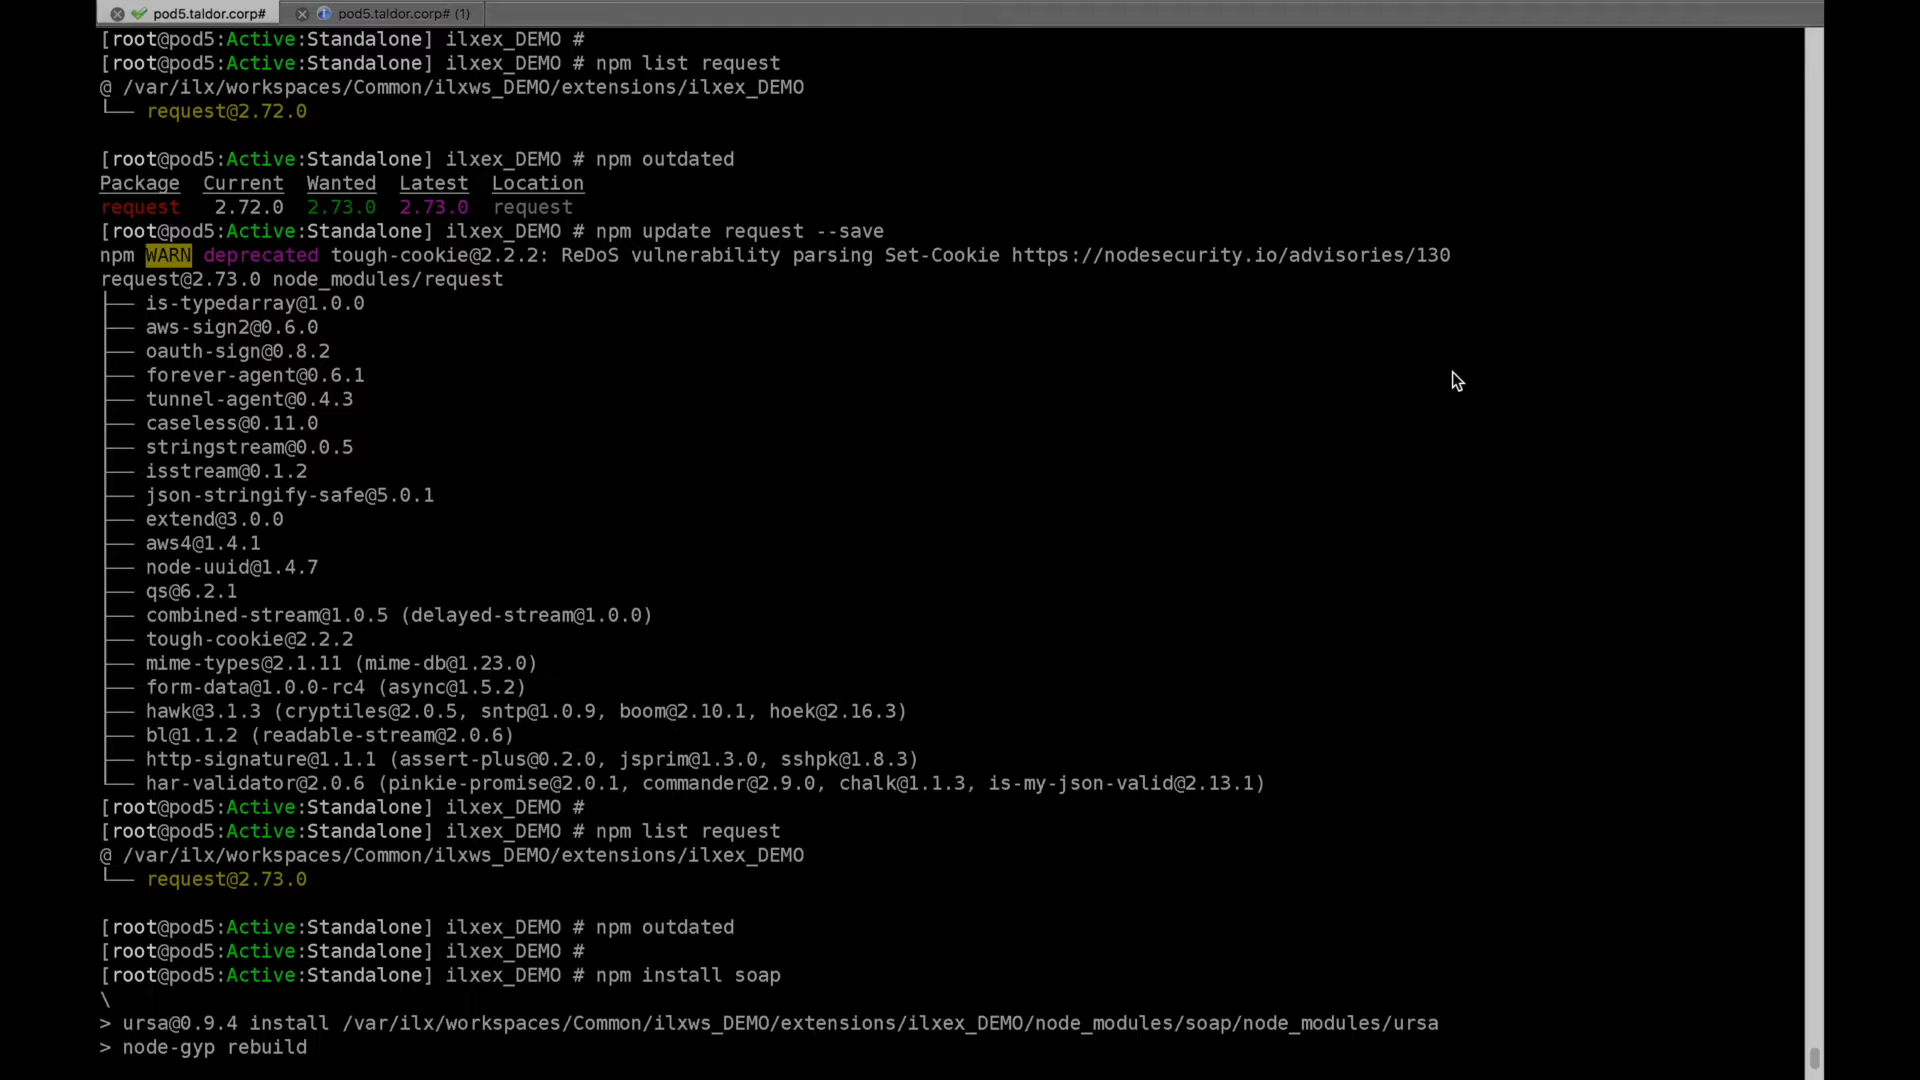 pod5.taldor.corp# pod5.taldor.corp# (1)
[root@pod5:Active:Standalone] ilxex_DEMO #
[root@pod5:Active:Standalone] ilxex_DEMO # npm list request
@ /var/ilx/workspaces/Common/ilxws_DEMO/extensions/ilxex_DEMO
└── request@2.72.0
[root@pod5:Active:Standalone] ilxex_DEMO # npm outdated
Package Current Wanted Latest Location
request 2.72.0 2.73.0 2.73.0 request
[root@pod5:Active:Standalone] ilxex_DEMO # npm update request --save
npm WARN deprecated tough-cookie@2.2.2: ReDoS vulnerability parsing Set-Cookie https://nodesecurity.io/advisories/130
request@2.73.0 node_modules/request
├── is-typedarray@1.0.0
├── aws-sign2@0.6.0
├── oauth-sign@0.8.2
├── forever-agent@0.6.1
├── tunnel-agent@0.4.3
├── caseless@0.11.0
├── stringstream@0.0.5
├── isstream@0.1.2
├── json-stringify-safe@5.0.1
├── extend@3.0.0
├── aws4@1.4.1
├── node-uuid@1.4.7
├── qs@6.2.1
├── combined-stream@1.0.5 (delayed-stream@1.0.0)
├── tough-cookie@2.2.2
├── mime-types@2.1.11 (mime-db@1.23.0)
├── form-data@1.0.0-rc4 (async@1.5.2)
├── hawk@3.1.3 (cryptiles@2.0.5, sntp@1.0.9, boom@2.10.1, hoek@2.16.3)
├── bl@1.1.2 (readable-stream@2.0.6)
├── http-signature@1.1.1 (assert-plus@0.2.0, jsprim@1.3.0, sshpk@1.8.3)
└── har-validator@2.0.6 (pinkie-promise@2.0.1, commander@2.9.0, chalk@1.1.3, is-my-json-valid@2.13.1)
[root@pod5:Active:Standalone] ilxex_DEMO #
[root@pod5:Active:Standalone] ilxex_DEMO # npm list request
@ /var/ilx/workspaces/Common/ilxws_DEMO/extensions/ilxex_DEMO
└── request@2.73.0
[root@pod5:Active:Standalone] ilxex_DEMO # npm outdated
[root@pod5:Active:Standalone] ilxex_DEMO #
[root@pod5:Active:Standalone] ilxex_DEMO # npm install soap
\
> ursa@0.9.4 install /var/ilx/workspaces/Common/ilxws_DEMO/extensions/ilxex_DEMO/node_modules/soap/node_modules/ursa
> node-gyp rebuild